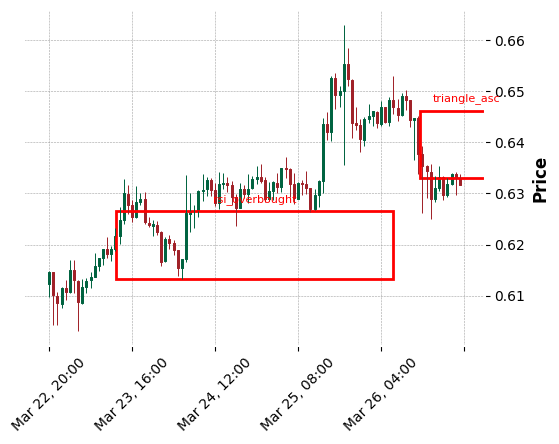 0.66
triangle_asc
0.65
0.64
0.63
rsi_overbought
0.62
0.61
Price
Mar 22, 20:00
Mar 23, 16:00
Mar 24, 12:00
Mar 25, 08:00
Mar 26, 04:00